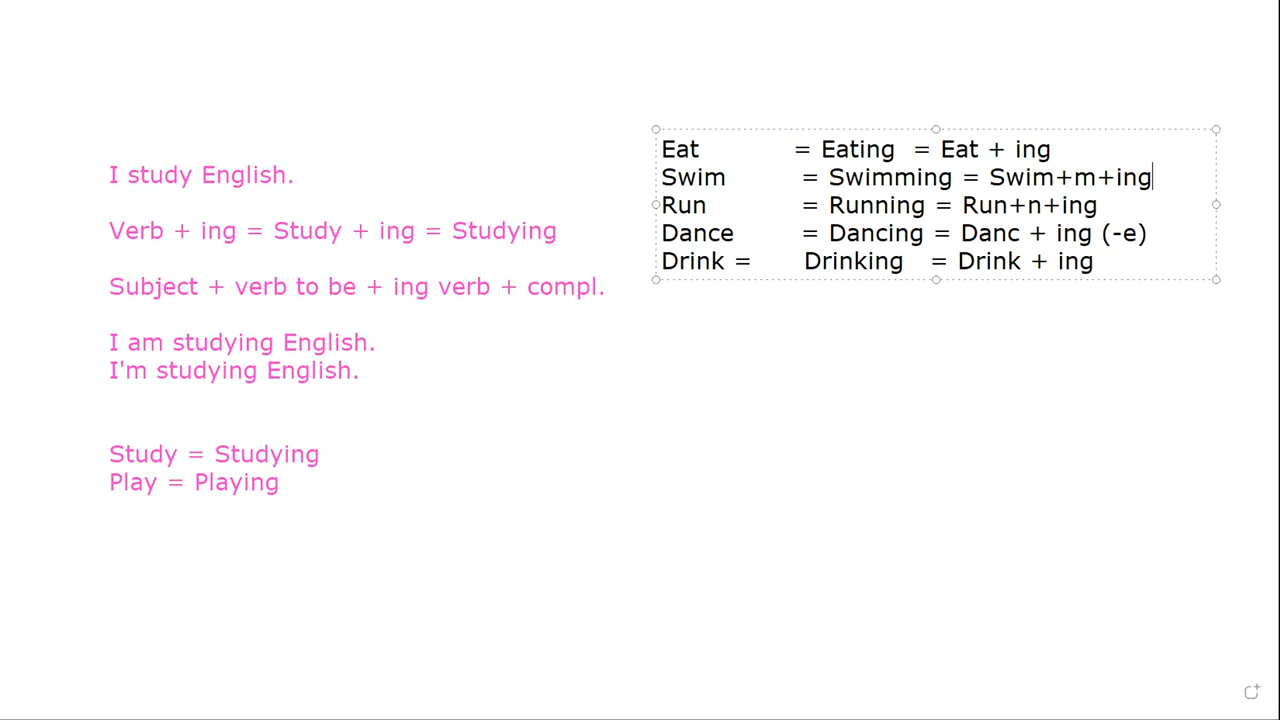 I study English.
Verb + ing = Study + ing = Studying
Subject + verb to be + ing verb + compl.
I am studying English.
I'm studying English.
Study = Studying
Play = Playing
Eat = Eating = Eat + ing
Swim = Swimming = Swim+m+ing
Run = Running = Run+n+ing
Dance = Dancing = Danc + ing (-e)
Drink = Drinking = Drink + ing